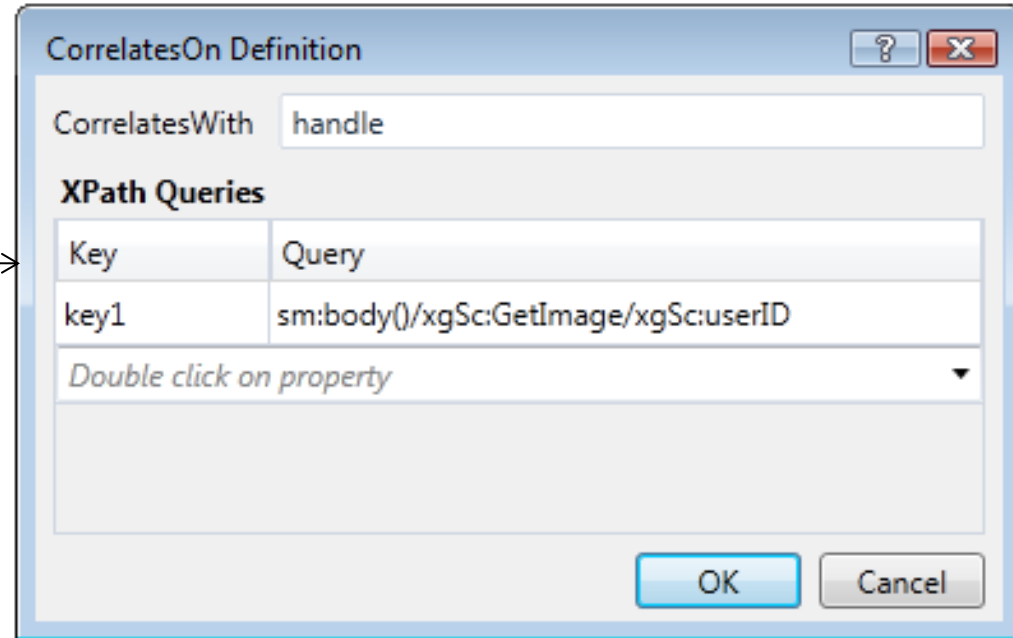 CorrelatesOn Definition
CorrelatesWith handle
XPath Queries
Key Query
key1 sm:body()/xgSc:GetImage/xgSc:userID
Double click on property
OK Cancel